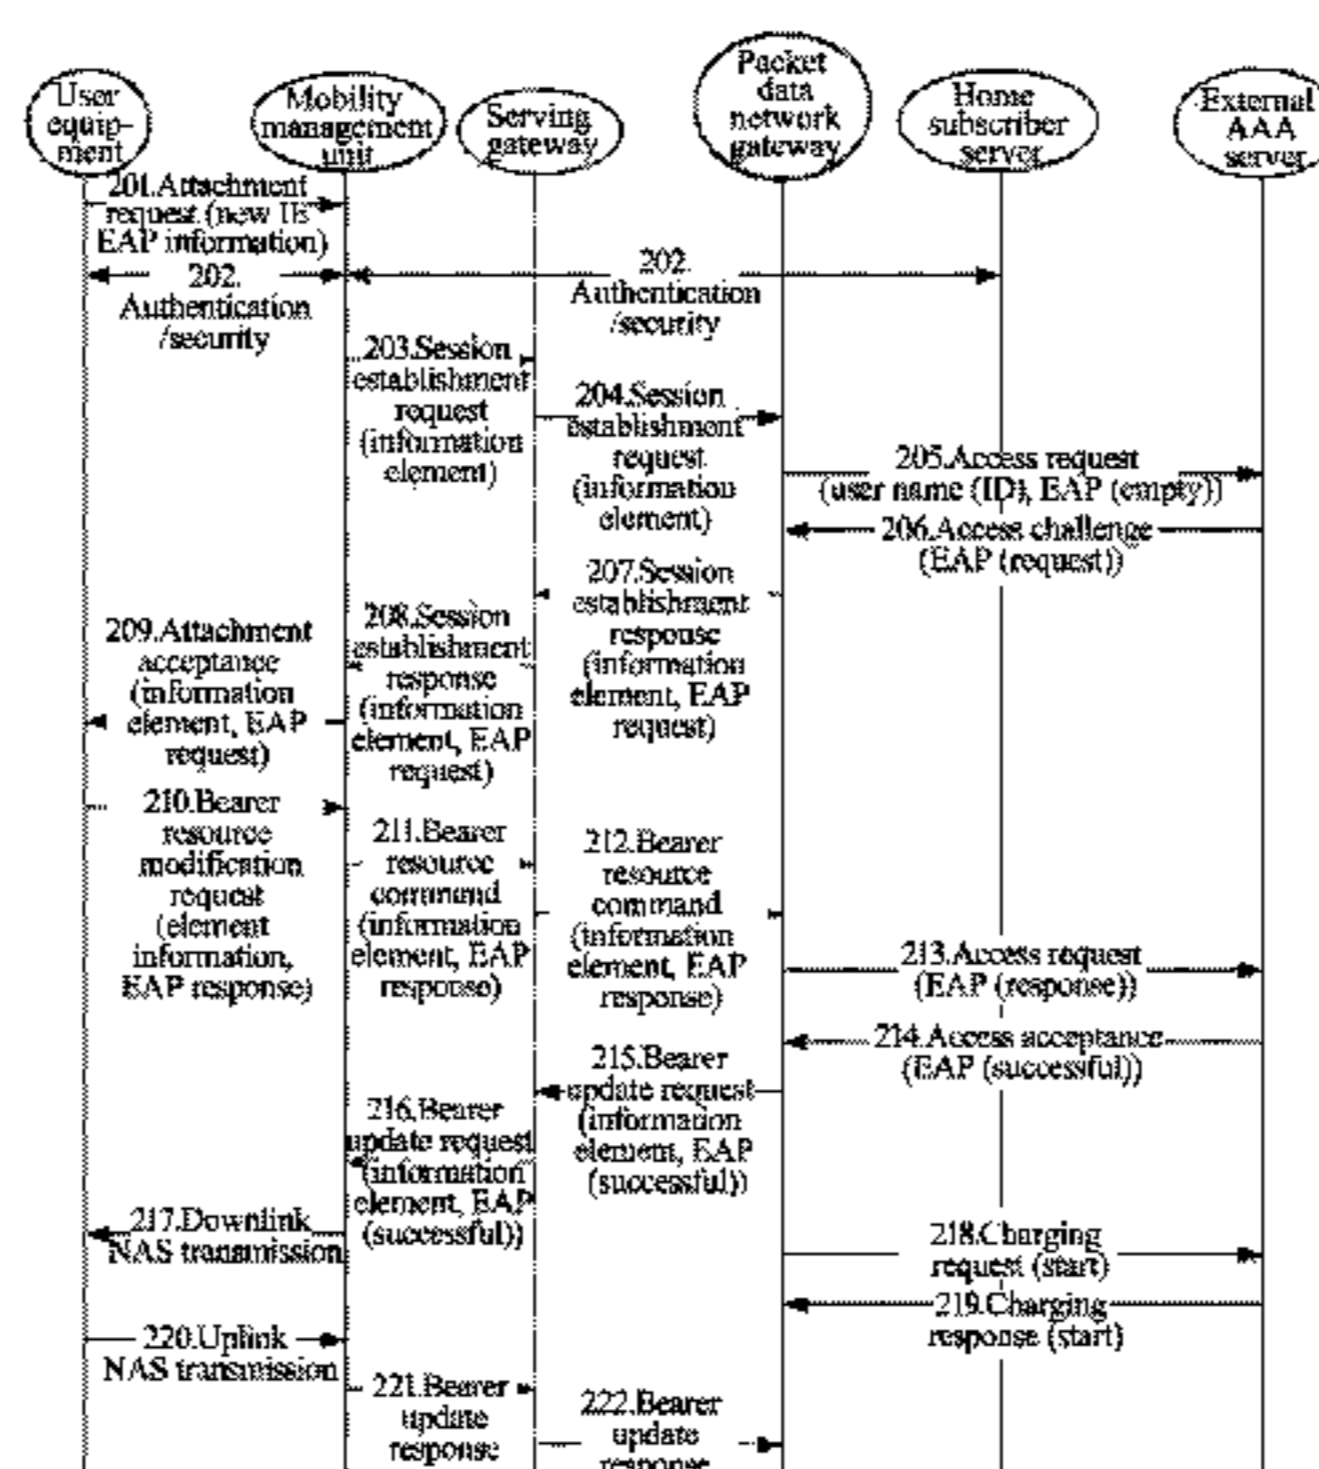 User
equip-
ment
Mobility
management
unit
Serving
gateway
Packet
data
network
gateway
Home
subscriber
server
External
AAA
server
201.Attachment
request (new IE
EAP information)
202.
Authentication
/security
202.
Authentication
/security
203.Session
establishment
request
(information
element)
204.Session
establishment
request
(information
element)
205.Access request
(user name (ID), EAP (empty))
206.Access challenge
(EAP (request))
207.Session
establishment
response
(information
element, EAP
request)
208.Session
establishment
response
(information
element, EAP
request)
209.Attachment
acceptance
(information
element, EAP
request)
210.Bearer
resource
modification
request
(element
information,
EAP response)
211.Bearer
resource
command
(information
element, EAP
response)
212.Bearer
resource
command
(information
element, EAP
response)
213.Access request
(EAP (response))
214.Access acceptance
(EAP (successful))
215.Bearer
update request
(information
element, EAP
(successful))
216.Bearer
update request
(information
element, EAP
(successful))
217.Downlink
NAS transmission
218.Charging
request (start)
219.Charging
response (start)
220.Uplink
NAS transmission
221.Bearer
update
response
222.Bearer
update
response